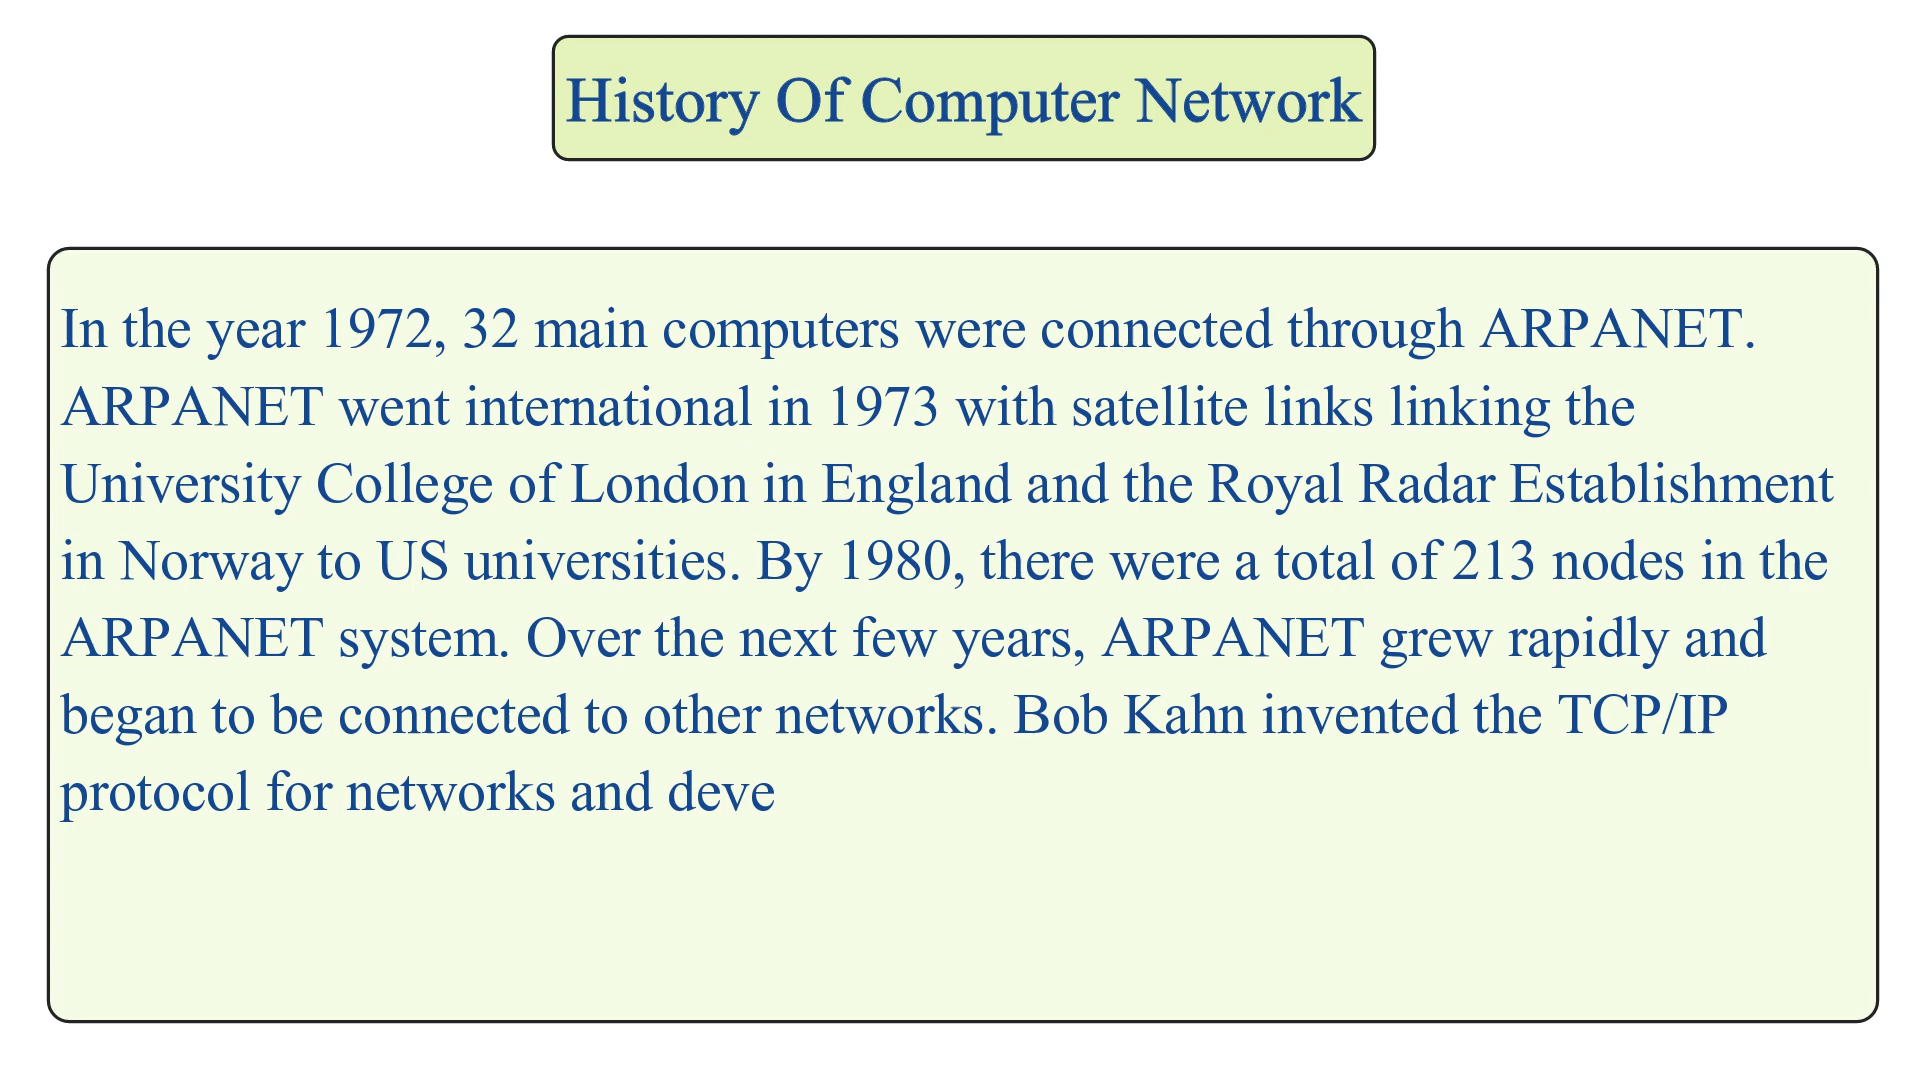 History Of Computer Network
In the year 1972, 32 main computers were connected through ARPANET.
ARPANET went international in 1973 with satellite links linking the
University College of London in England and the Royal Radar Establishment
in Norway to US universities. By 1980, there were a total of 213 nodes in the
ARPANET system. Over the next few years, ARPANET grew rapidly and
began to be connected to other networks. Bob Kahn invented the TCP/IP
protocol for networks and deve